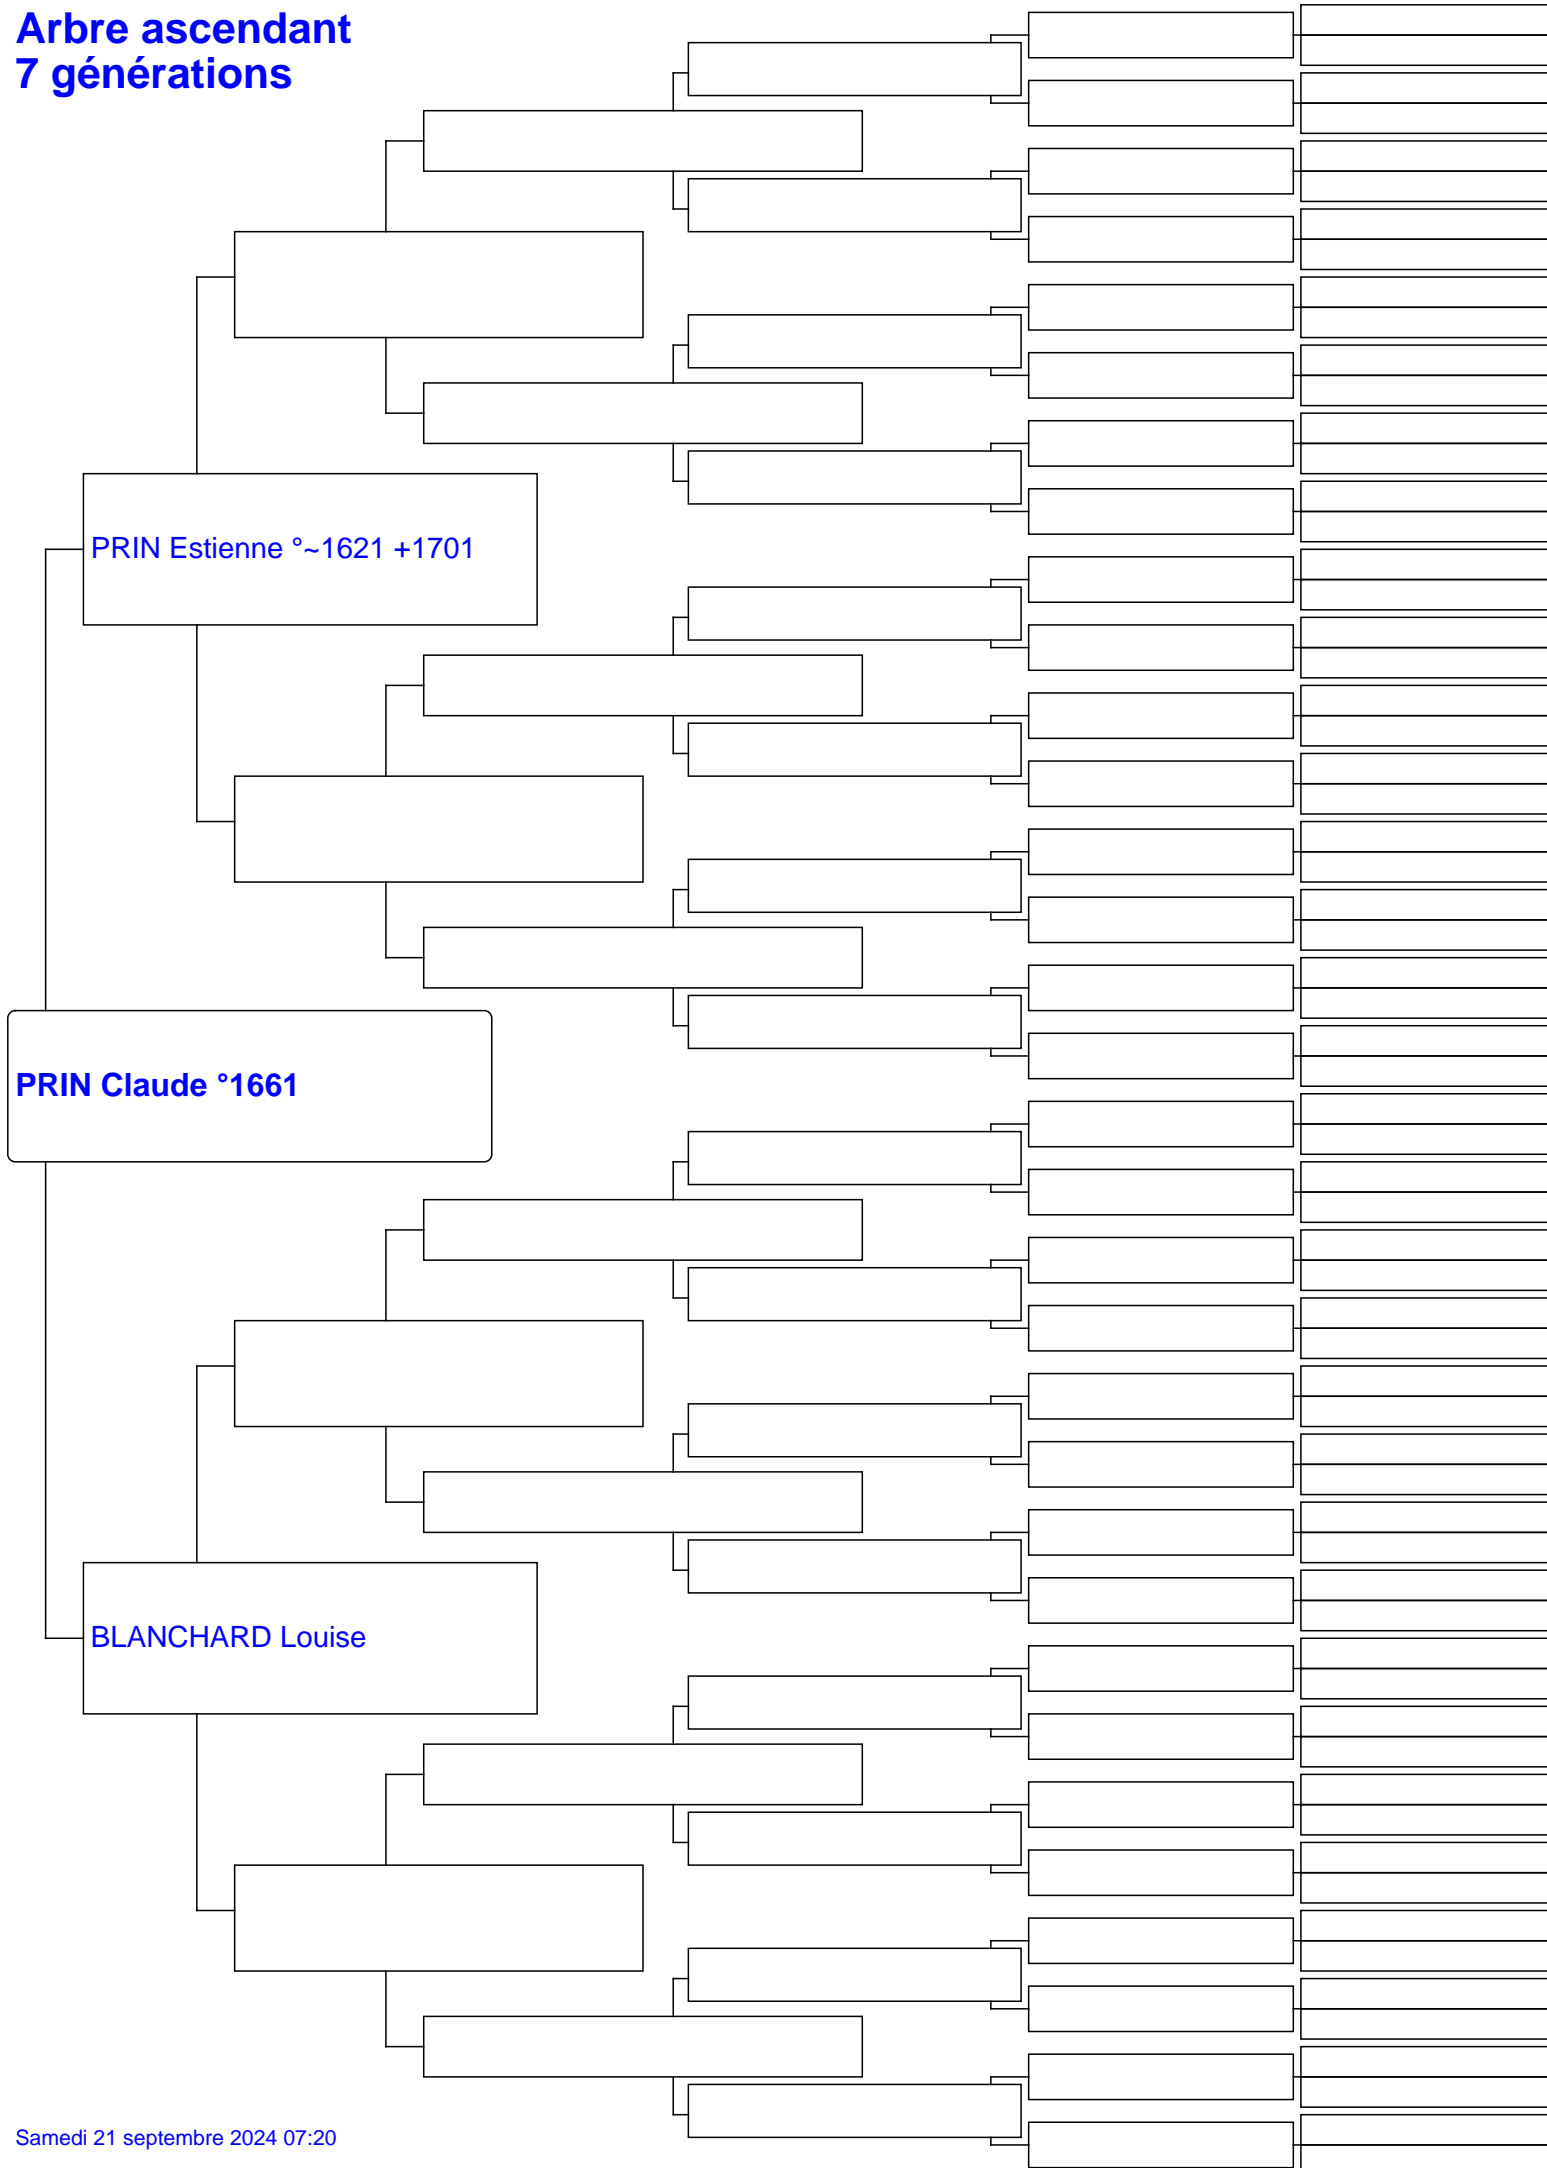 Arbre ascendant
7 générations
PRIN Estienne °~1621 +1701
PRIN Claude °1661
BLANCHARD Louise
Samedi 21 septembre 2024 07:20